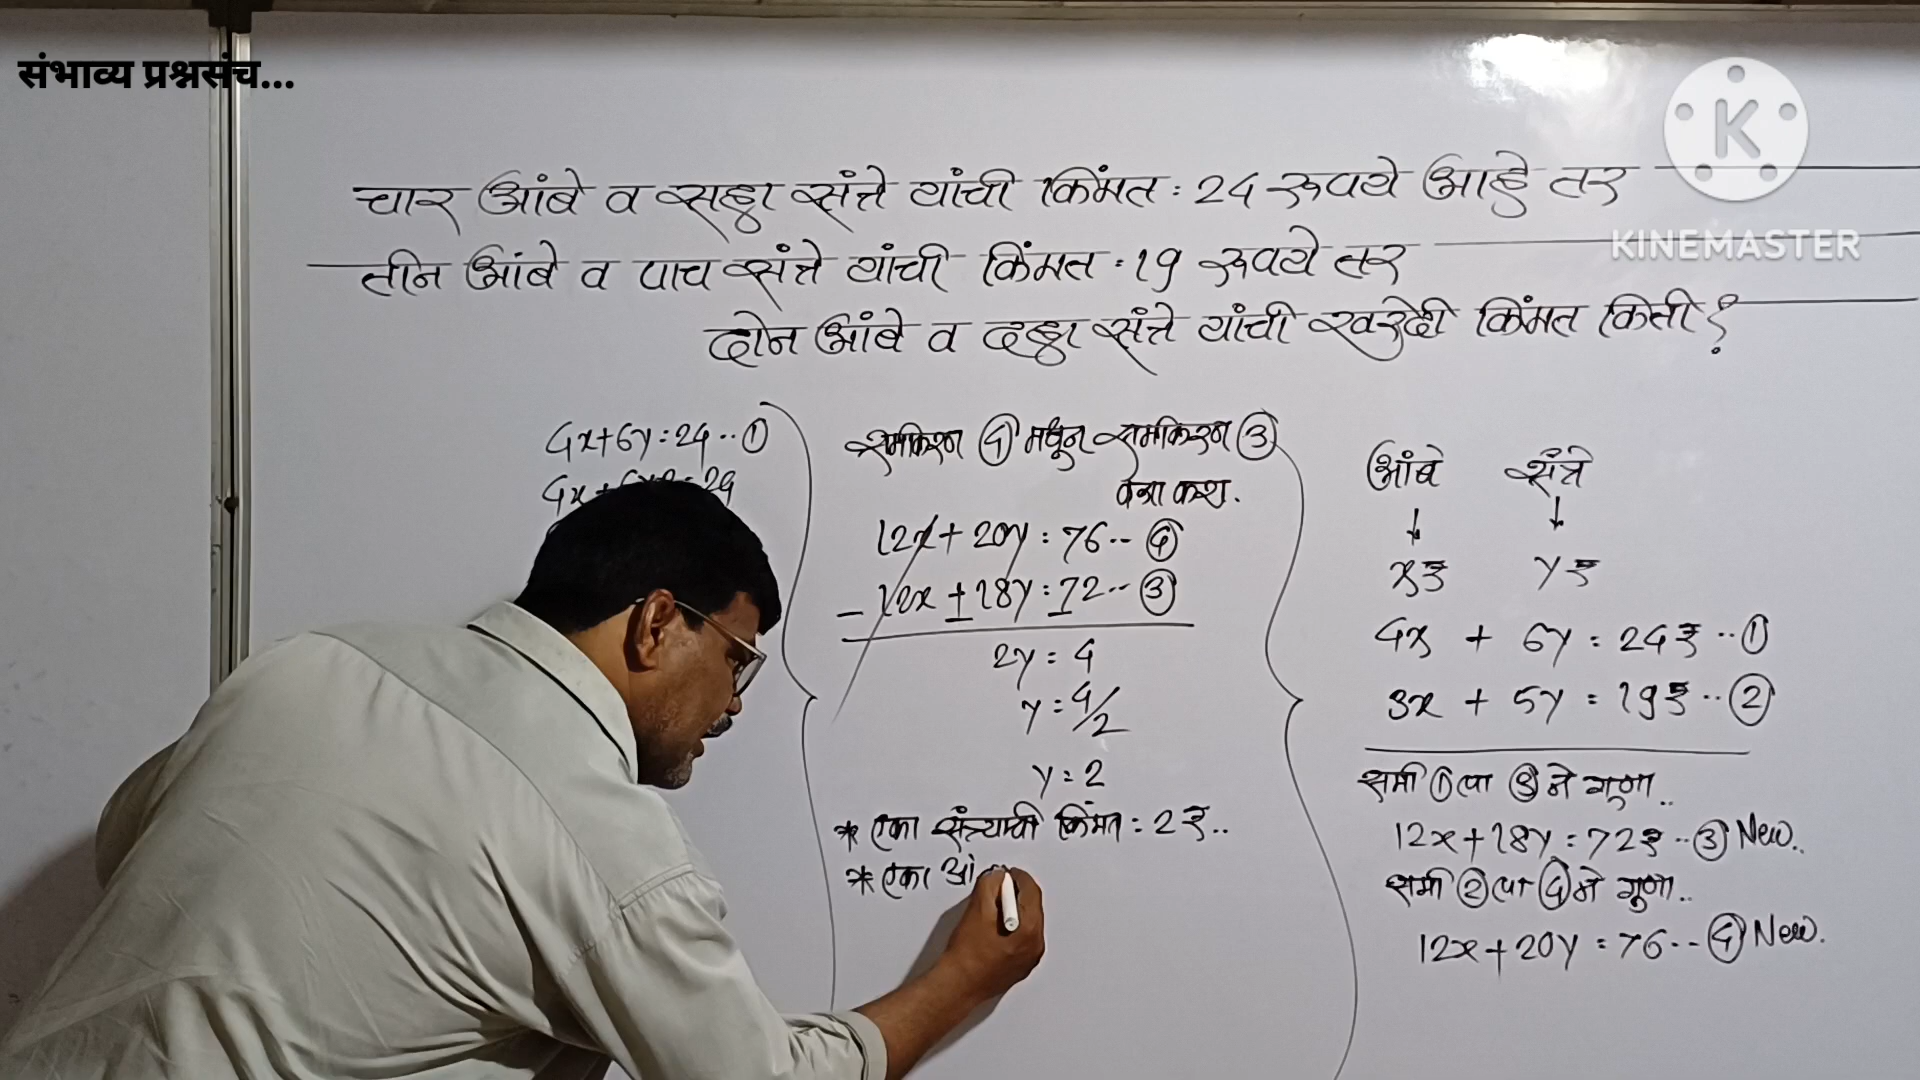 संभाव्य प्रश्नसंच...
KINEMASTER
चार आंबे व सहा संत्रे यांची किंमत : 24 रूपये आहे तर
तीन आंबे व पाच संत्रे यांची किंमत : 19 रूपये तर
दोन आंबे व दहा संत्रे यांची खरेदी किंमत किती ?
4x+6y=24..①
4x+ =24
समीकरण ④ मधून समीकरण ③
वजा करू.
12x+20y=76..④
-12x±18y=72..③
2y=4
y=4/2
y=2
* एका संत्र्याची किंमत : 2₹..
* एका आं
आंबे संत्रे
↓ ↓
x₹ y₹
4x + 6y = 24₹..①
3x + 5y = 19₹..②
समी ① ला ③ ने गुणा..
12x+18y=72₹..③ New..
समी ② ला ④ ने गुणा..
12x+20y=76..④ New.